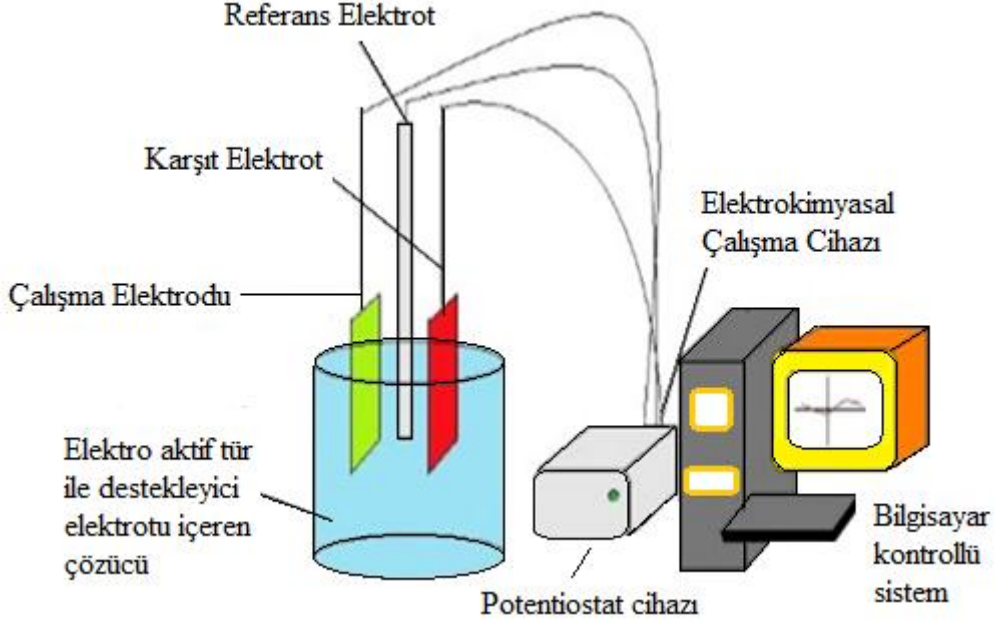 Referans Elektrot
Karşıt Elektrot
Çalışma Elektrodu
Elektrokimyasal
Çalışma Cihazı
Elektro aktif tür
ile destekleyici
elektrotu içeren
çözücü
Potentiostat cihazı
Bilgisayar
kontrollü
sistem